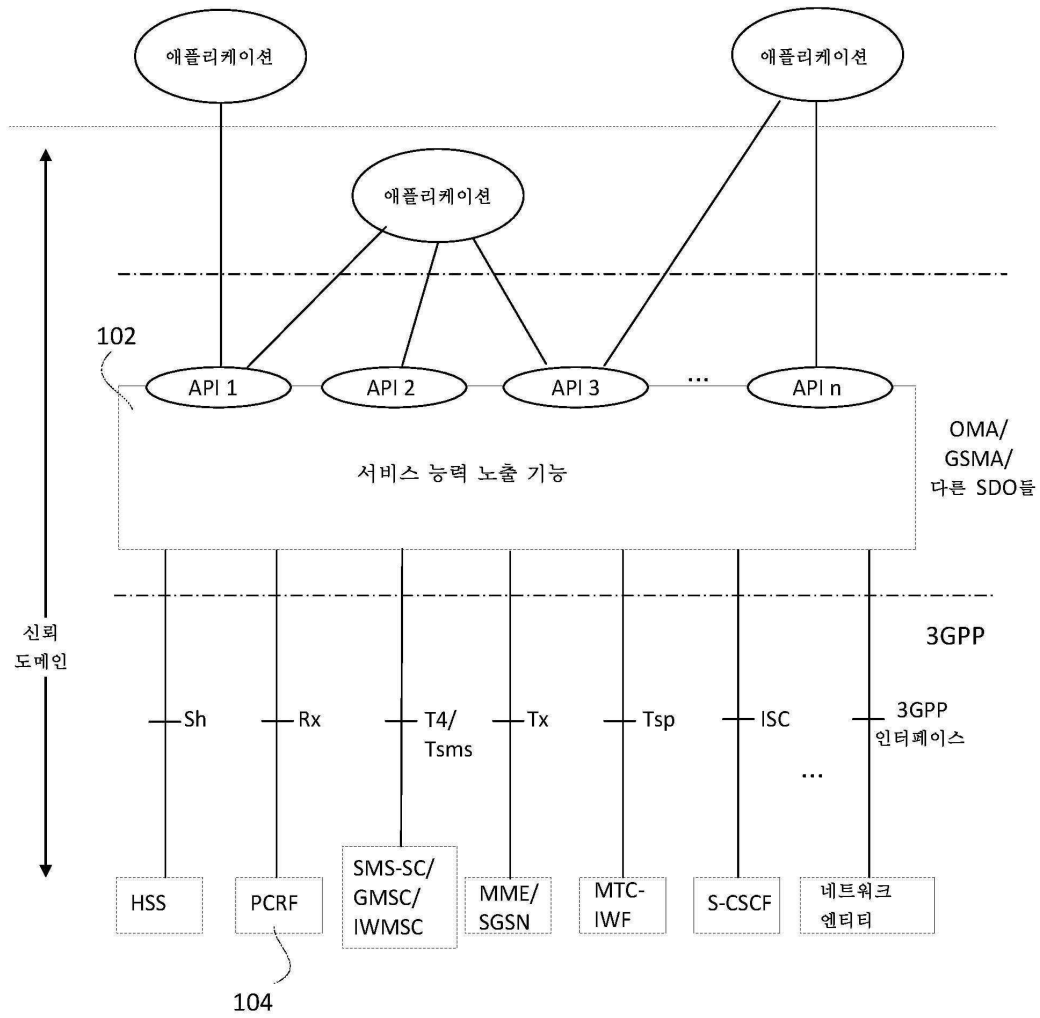 애플리케이션
애플리케이션
애플리케이션
102
API 1
API 2
API 3
...
API n
서비스 능력 노출 기능
OMA/
GSMA/
다른 SDO들
신뢰
도메인
3GPP
Sh
Rx
T4/
Tsms
Tx
Tsp
ISC
3GPP
인터페이스
...
HSS
PCRF
SMS-SC/
GMSC/
IWMSC
MME/
SGSN
MTC-
IWF
S-CSCF
네트워크
엔티티
104